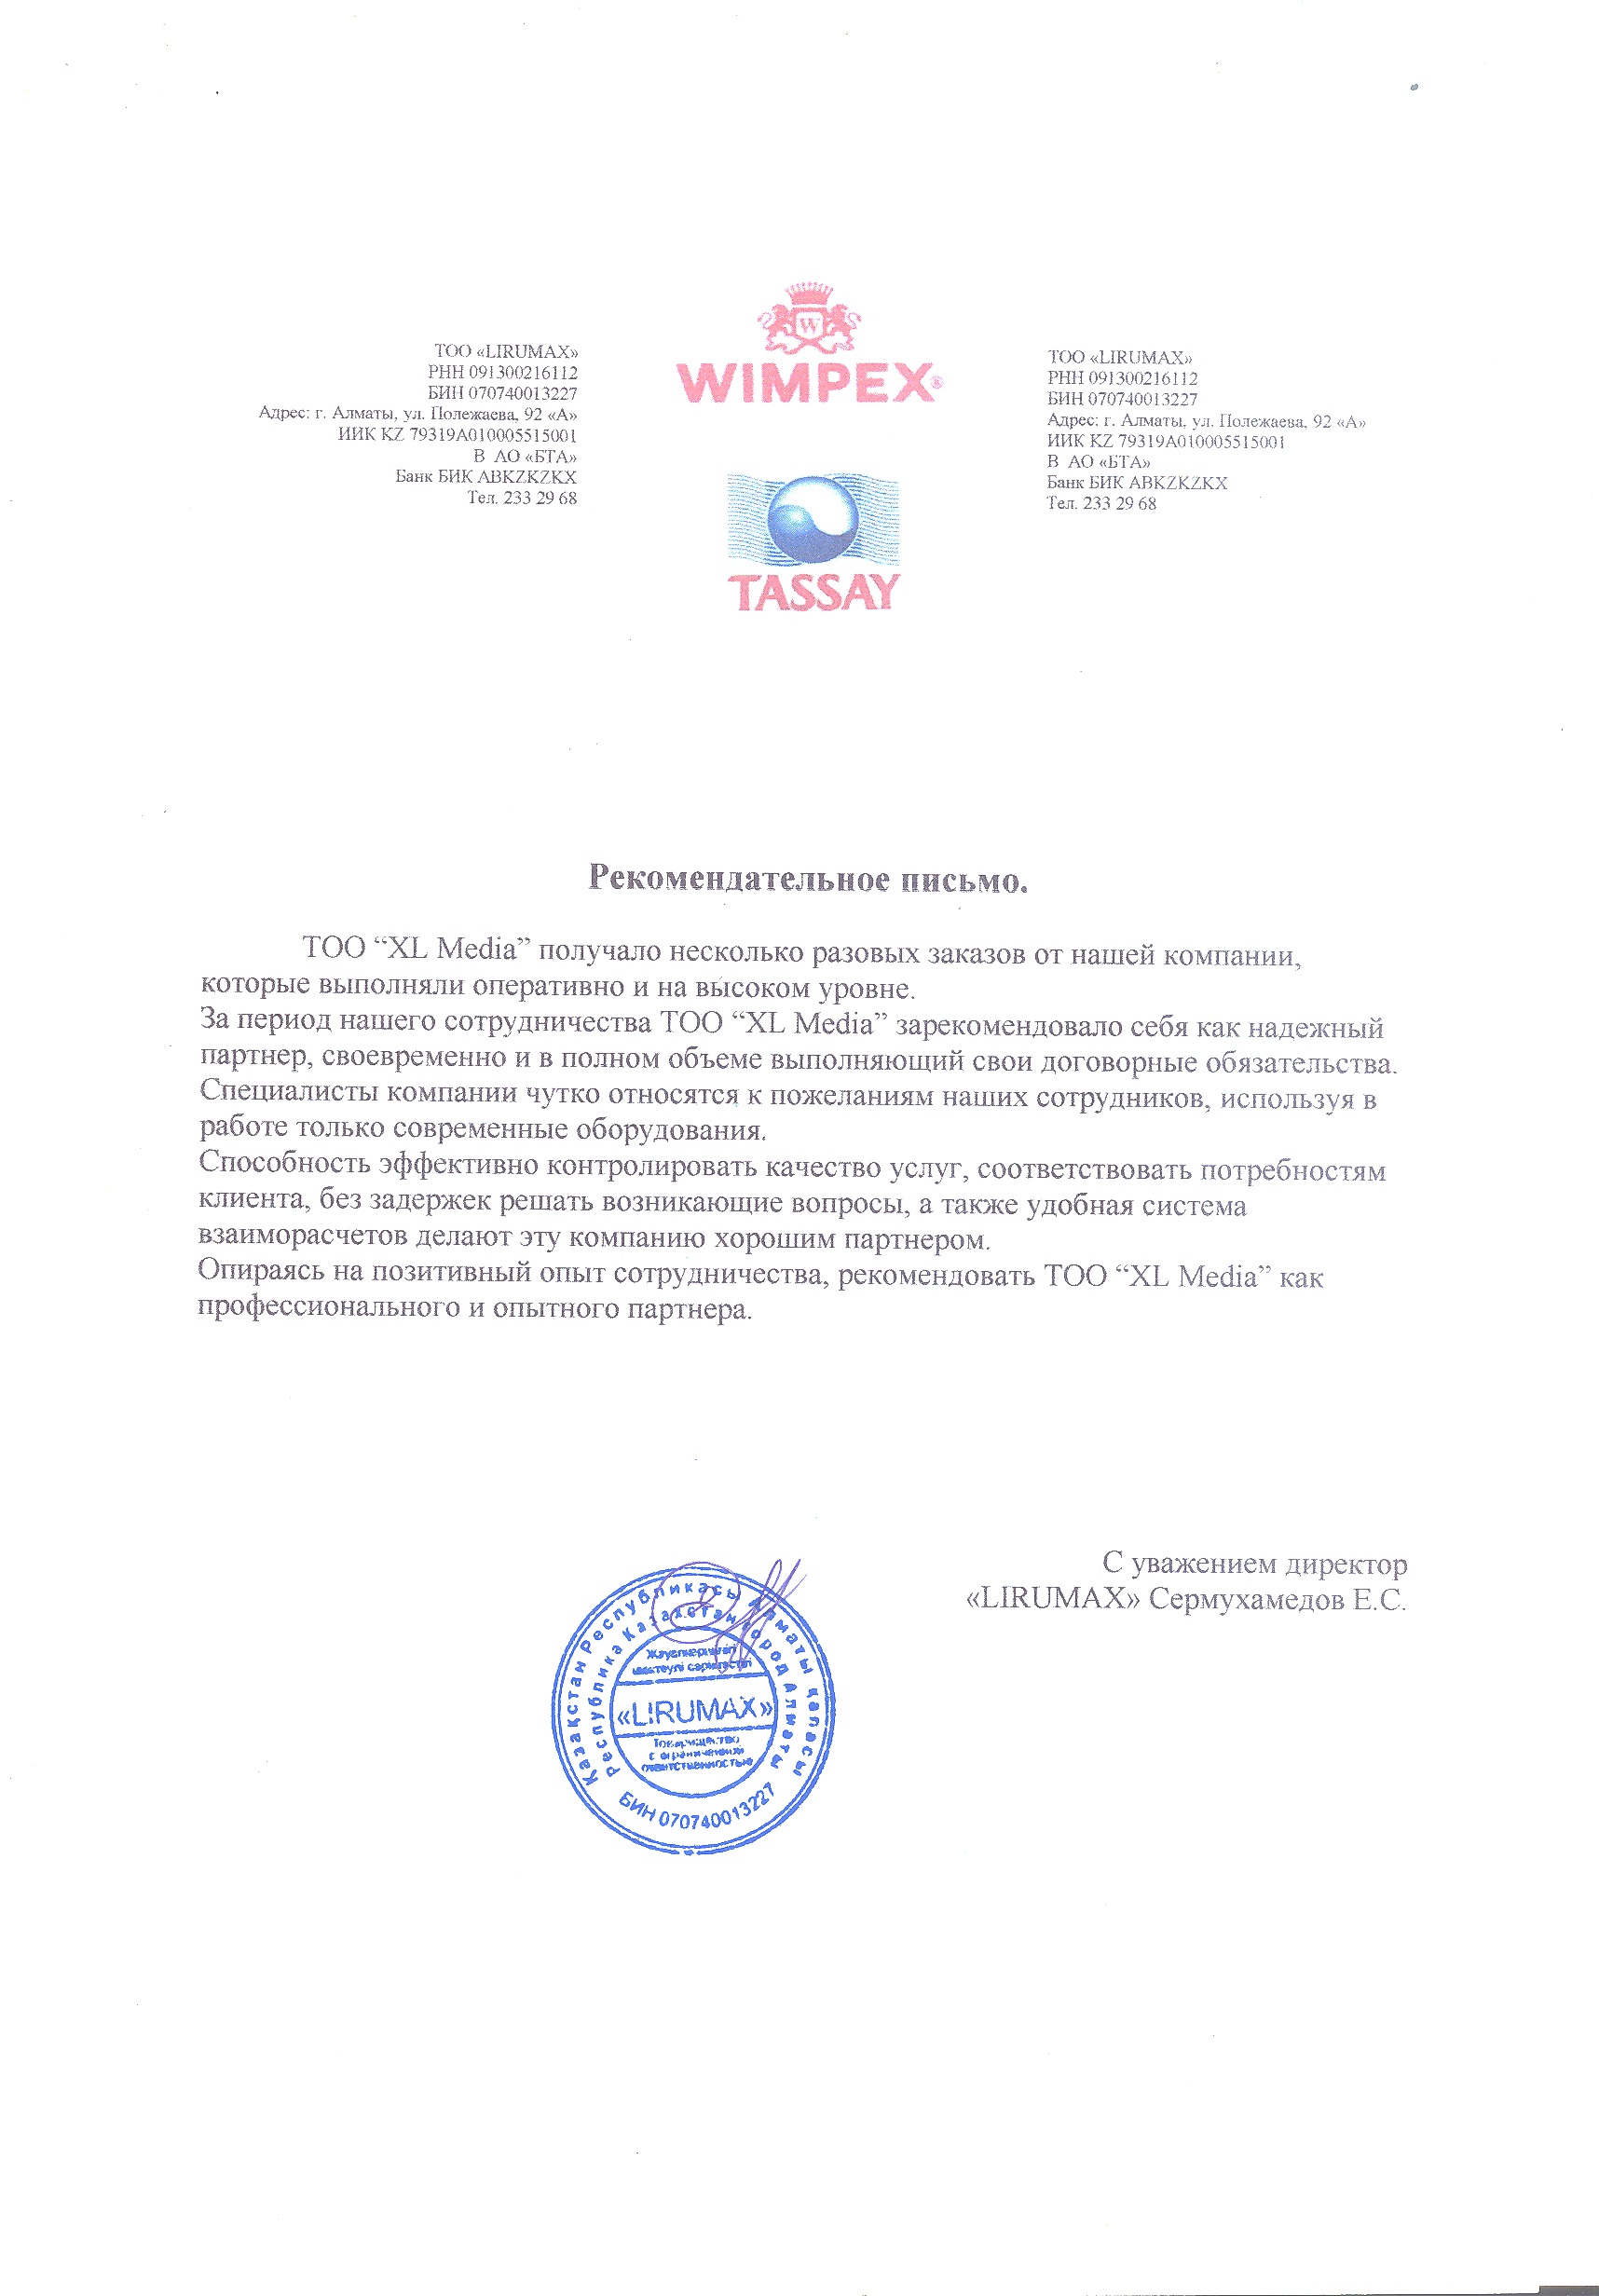 ТОО «LIRUMAX»
РНН 091300216112
БИН 070740013227
Адрес: г. Алматы, ул. Полежаева, 92 «А»
ИИК KZ 79319A010005515001
В АО «БТА»
Банк БИК ABKZKZKX
Тел. 233 29 68
W
WIMPEX®
TASSAY
ТОО «LIRUMAX»
РНН 091300216112
БИН 070740013227
Адрес: г. Алматы, ул. Полежаева, 92 «А»
ИИК KZ 79319A010005515001
В АО «БТА»
Банк БИК ABKZKZKX
Тел. 233 29 68
Рекомендательное письмо.
ТОО “XL Media” получало несколько разовых заказов от нашей компании,
которые выполняли оперативно и на высоком уровне.
За период нашего сотрудничества ТОО “XL Media” зарекомендовало себя как надежный
партнер, своевременно и в полном объеме выполняющий свои договорные обязательства.
Специалисты компании чутко относятся к пожеланиям наших сотрудников, используя в
работе только современные оборудования.
Способность эффективно контролировать качество услуг, соответствовать потребностям
клиента, без задержек решать возникающие вопросы, а также удобная система
взаиморасчетов делают эту компанию хорошим партнером.
Опираясь на позитивный опыт сотрудничества, рекомендовать ТОО “XL Media” как
профессионального и опытного партнера.
С уважением директор
«LIRUMAX» Сермухамедов Е.С.
Қазақстан Республикасы Алматы қаласы
Республика Казахстан город Алматы
Жауапкершілігі
шектеулі серіктестігі
«LIRUMAX»
Товарищество
с ограниченной
ответственностью
БИН 070740013227